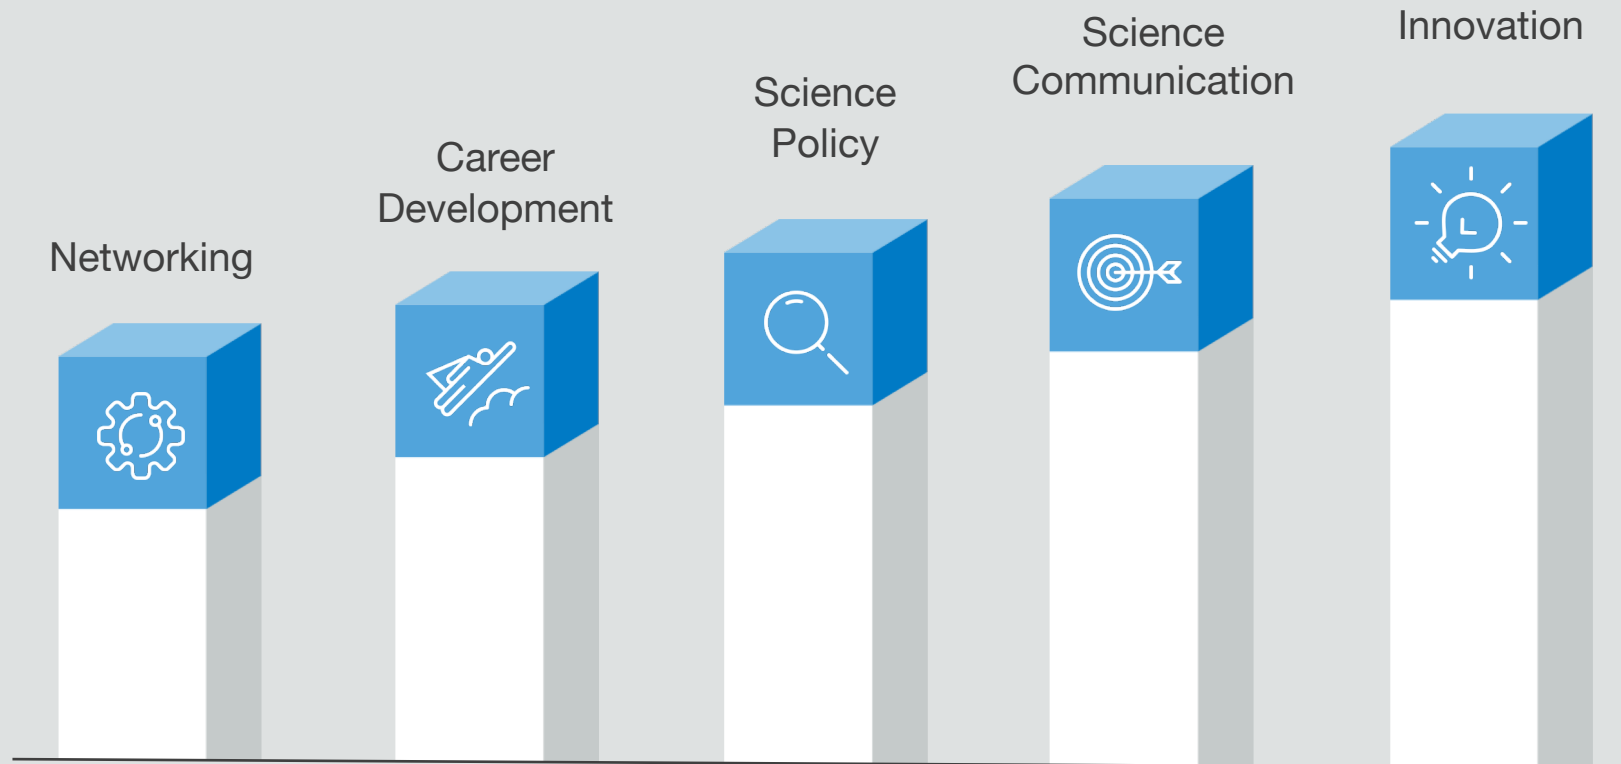 Networking
Career
Development
Science
Policy
Science
Communication
Innovation